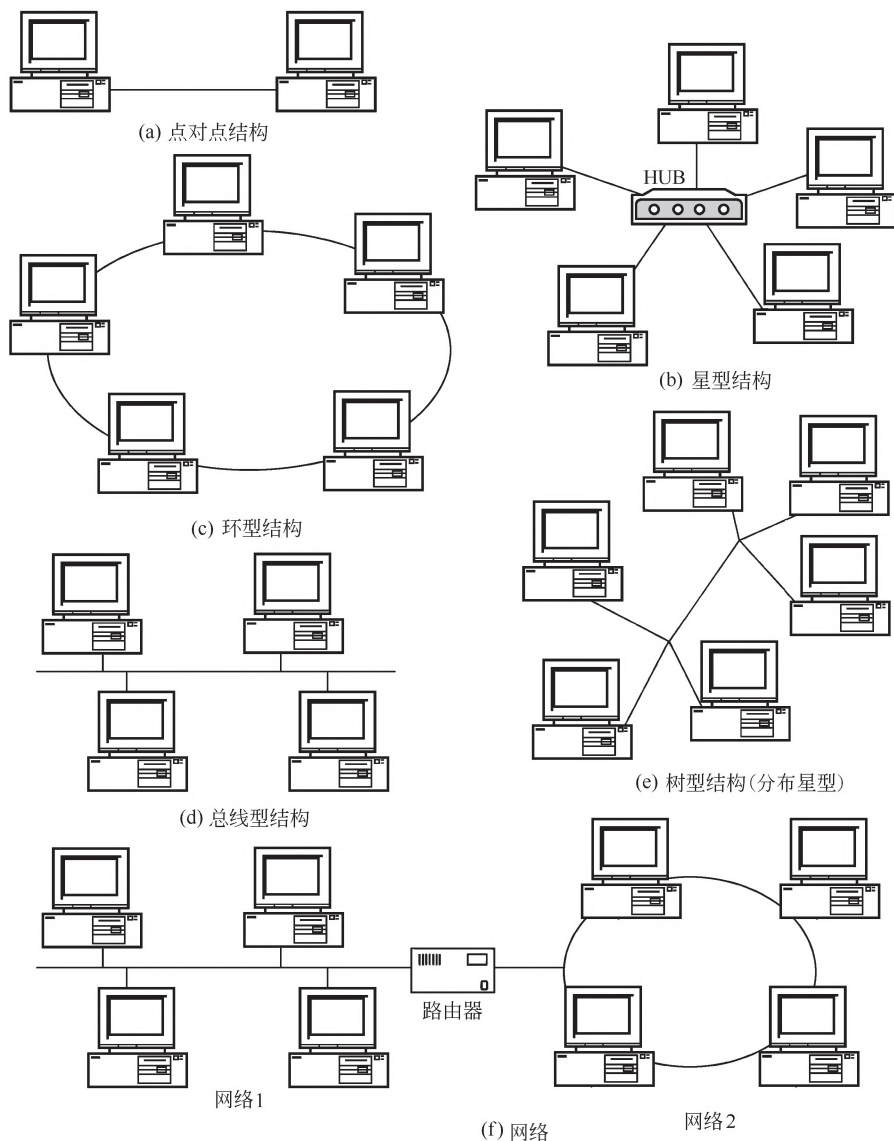 (a) 点对点结构
HUB
(b) 星型结构
(c) 环型结构
(d) 总线型结构
(e) 树型结构(分布星型)
路由器
网络1
网络2
(f) 网络